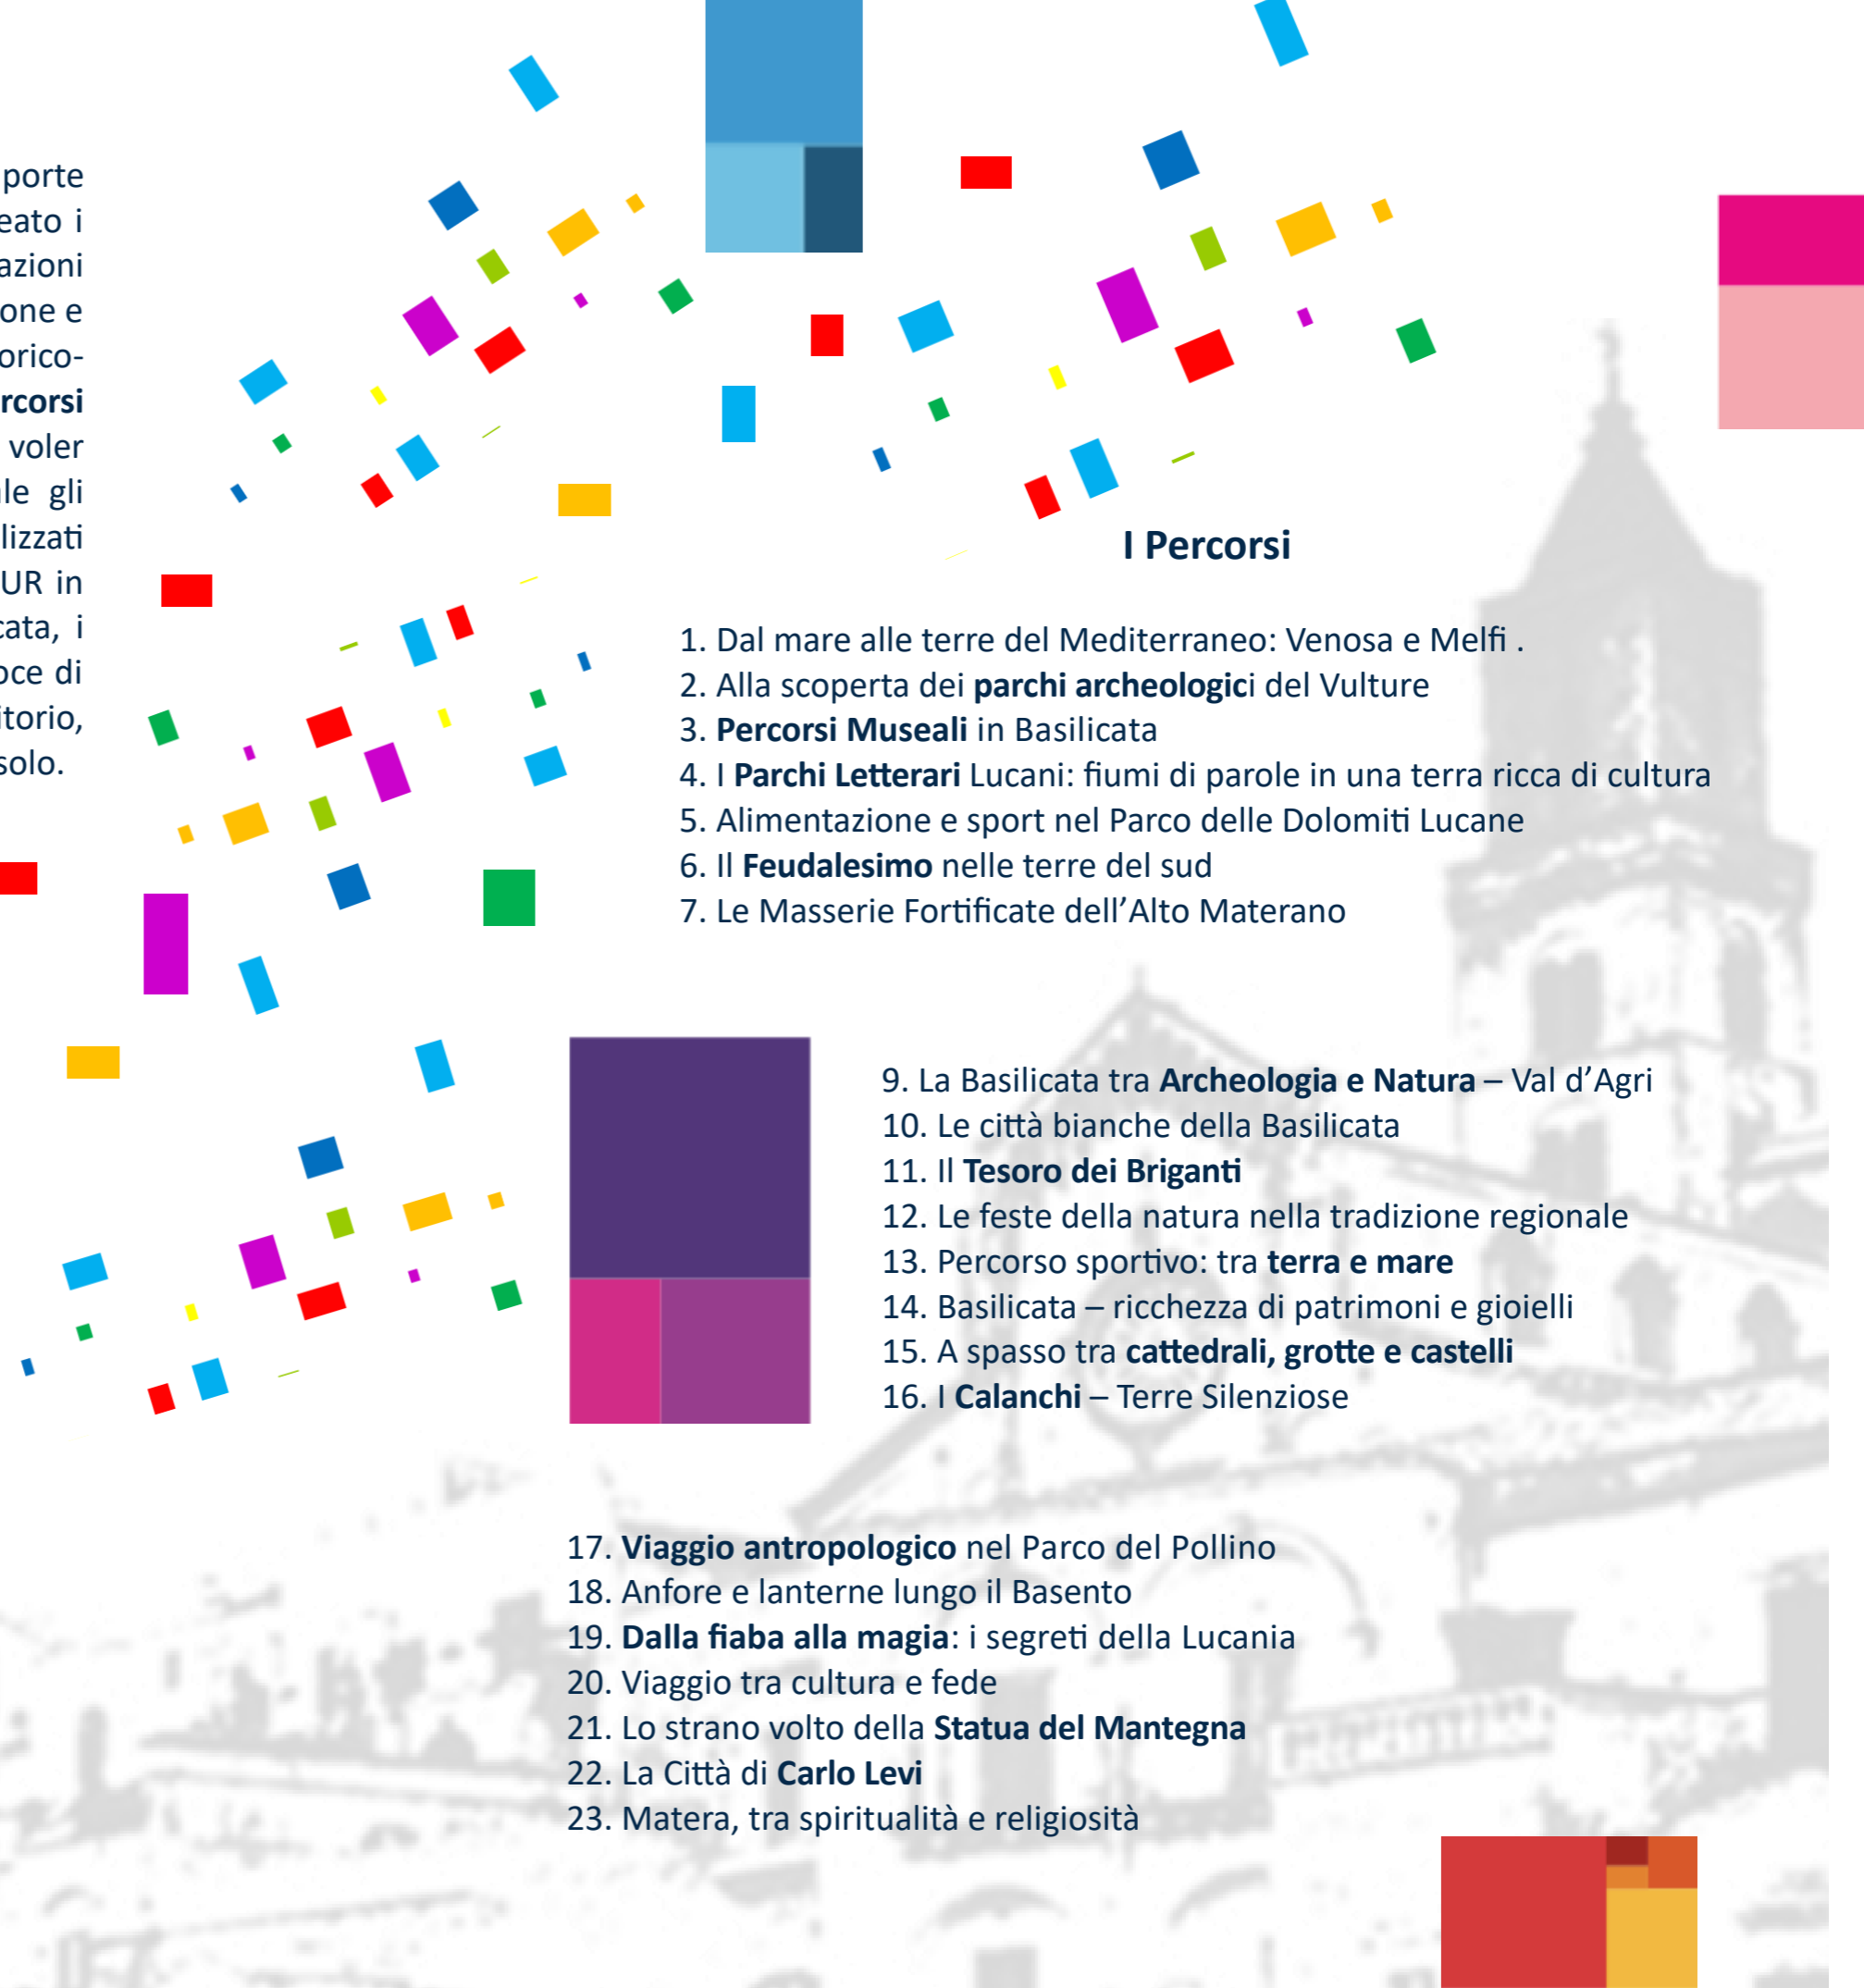 porte
eato i
azioni
one e
orico-
rcorsi
voler
le gli
lizzati
UR in
cata, i
oce di
itorio,
solo.
I Percorsi
1. Dal mare alle terre del Mediterraneo: Venosa e Melfi .
2. Alla scoperta dei parchi archeologici del Vulture
3. Percorsi Museali in Basilicata
4. I Parchi Letterari Lucani: fiumi di parole in una terra ricca di cultura
5. Alimentazione e sport nel Parco delle Dolomiti Lucane
6. Il Feudalesimo nelle terre del sud
7. Le Masserie Fortificate dell’Alto Materano
9. La Basilicata tra Archeologia e Natura – Val d’Agri
10. Le città bianche della Basilicata
11. Il Tesoro dei Briganti
12. Le feste della natura nella tradizione regionale
13. Percorso sportivo: tra terra e mare
14. Basilicata – ricchezza di patrimoni e gioielli
15. A spasso tra cattedrali, grotte e castelli
16. I Calanchi – Terre Silenziose
17. Viaggio antropologico nel Parco del Pollino
18. Anfore e lanterne lungo il Basento
19. Dalla fiaba alla magia: i segreti della Lucania
20. Viaggio tra cultura e fede
21. Lo strano volto della Statua del Mantegna
22. La Città di Carlo Levi
23. Matera, tra spiritualità e religiosità